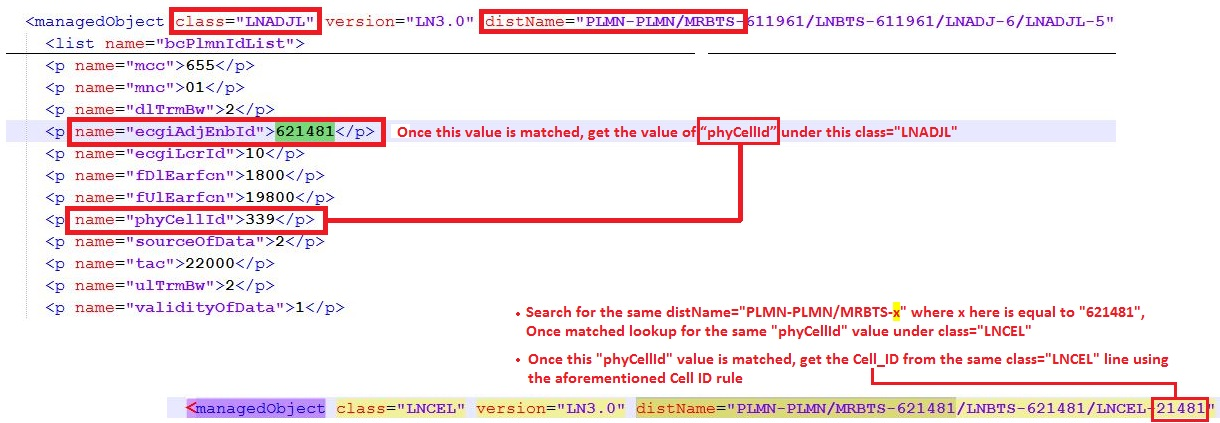 <managedObject class="LNADJL" version="LN3.0" distName="PLMN-PLMN/MRBTS-611961/LNBTS-611961/LNADJ-6/LNADJL-5"
<list name="bcPlmnIdList">
<p name="mcc">655</p>
<p name="mnc">01</p>
<p name="dlTrmBw">2</p>
<p name="ecgiAdjEnbId">621481</p> Once this value is matched, get the value of “phyCellId” under this class="LNADJL"
<p name="ecgiLcrId">10</p>
<p name="fDlEarfcn">1800</p>
<p name="fUlEarfcn">19800</p>
<p name="phyCellId">339</p>
<p name="sourceOfData">2</p>
<p name="tac">22000</p>
<p name="ulTrmBw">2</p>
<p name="validityOfData">1</p>
• Search for the same distName="PLMN-PLMN/MRBTS-x" where x here is equal to "621481",
Once matched lookup for the same "phyCellId" value under class="LNCEL"
• Once this "phyCellId" value is matched, get the Cell_ID from the same class="LNCEL" line using
the aforementioned Cell ID rule
<managedObject class="LNCEL" version="LN3.0" distName="PLMN-PLMN/MRBTS-621481/LNBTS-621481/LNCEL-21481"